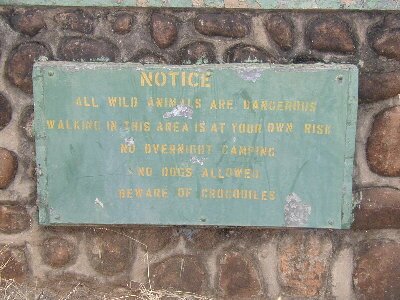 NOTICE
ALL WILD ANIMALS ARE DANGEROUS
WALKING IN THIS AREA IS AT YOUR OWN RISK
NO OVERNIGHT CAMPING
NO DOGS ALLOWED
BEWARE OF CROCODILES